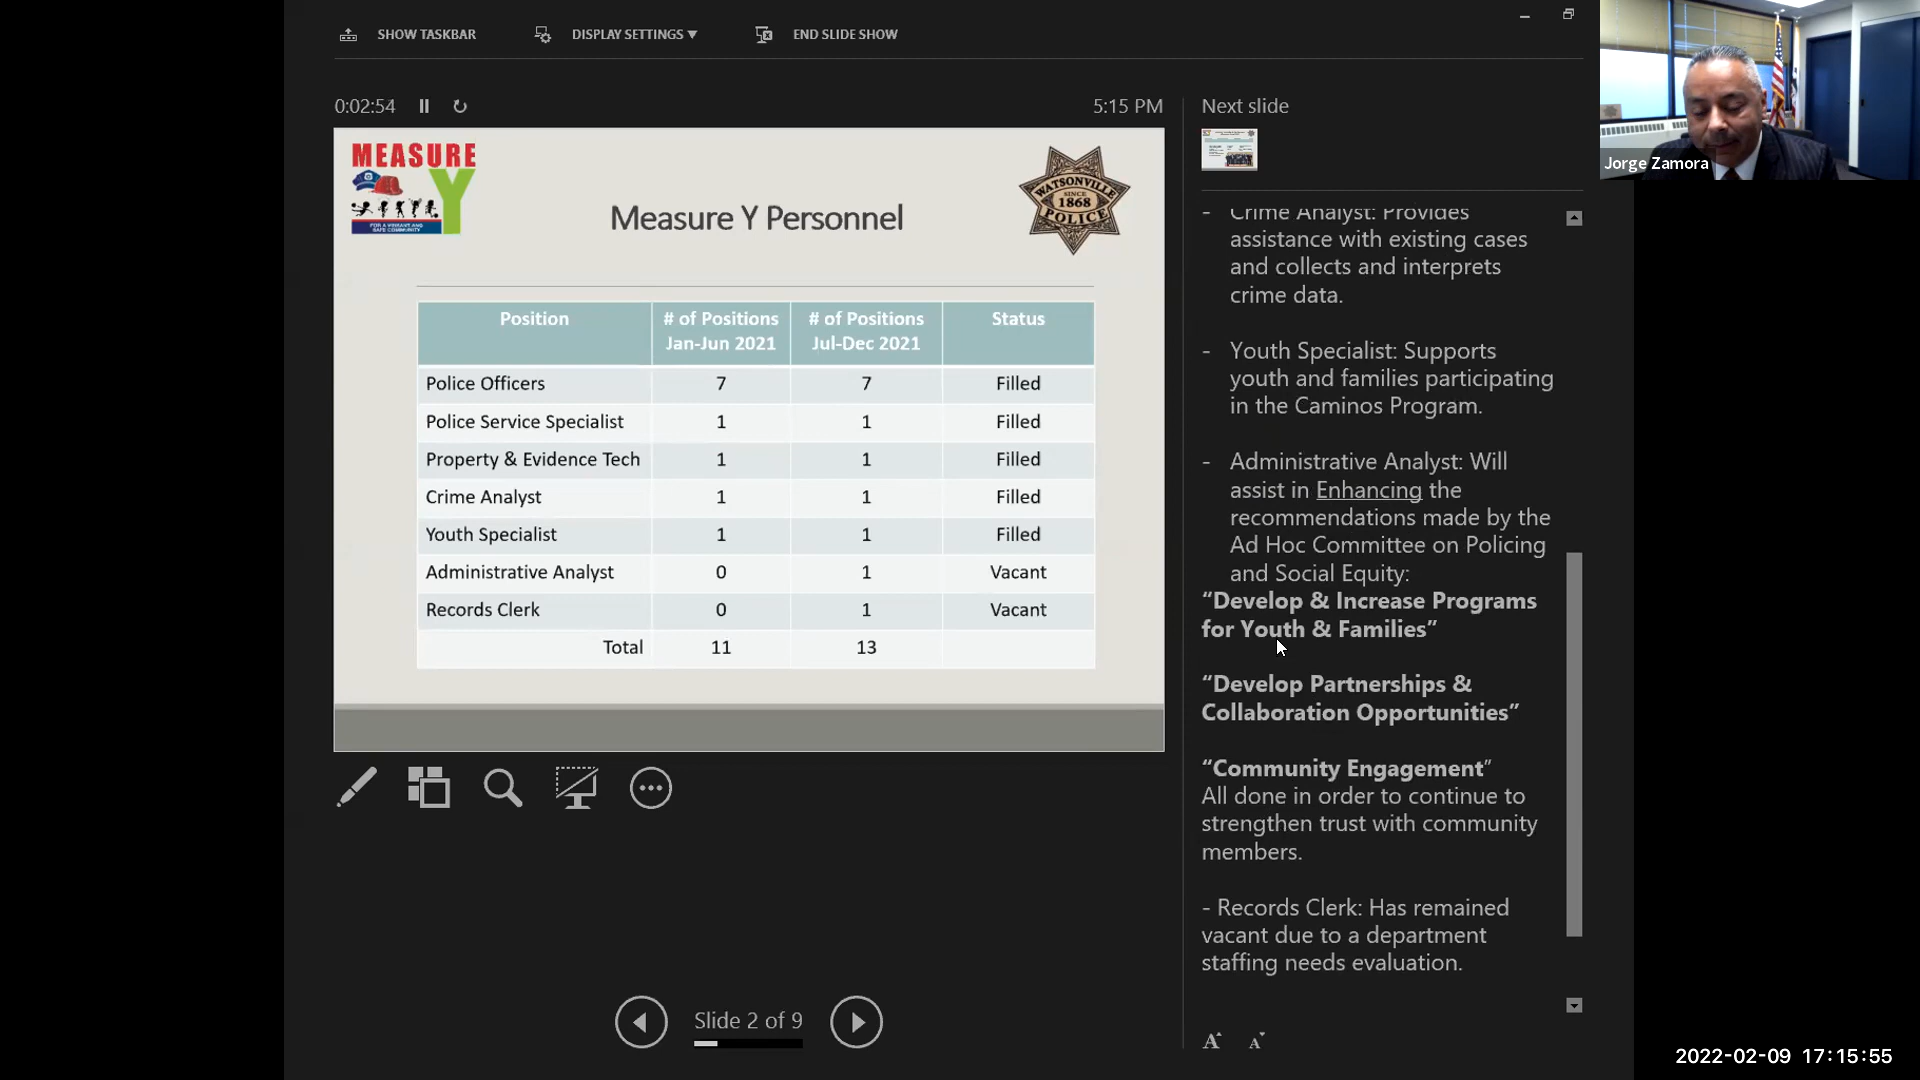 SHOW TASKBAR
DISPLAY SETTINGS ▾
END SLIDE SHOW
0:02:54
5:15 PM
Next slide
Jorge Zamora
MEASURE
Y
FOR A VIBRANT AND
SAFE COMMUNITY
Measure Y Personnel
WATSONVILLE
SINCE
1868
POLICE
Position # of Positions # of Positions Status
Jan-Jun 2021 Jul-Dec 2021
Police Officers 7 7 Filled
Police Service Specialist 1 1 Filled
Property & Evidence Tech 1 1 Filled
Crime Analyst 1 1 Filled
Youth Specialist 1 1 Filled
Administrative Analyst 0 1 Vacant
Records Clerk 0 1 Vacant
Total 11 13
- Crime Analyst: Provides
assistance with existing cases
and collects and interprets
crime data.
- Youth Specialist: Supports
youth and families participating
in the Caminos Program.
- Administrative Analyst: Will
assist in Enhancing the
recommendations made by the
Ad Hoc Committee on Policing
and Social Equity:
“Develop & Increase Programs
for Youth & Families”
“Develop Partnerships &
Collaboration Opportunities”
“Community Engagement”
All done in order to continue to
strengthen trust with community
members.
- Records Clerk: Has remained
vacant due to a department
staffing needs evaluation.
Slide 2 of 9
A A
2022-02-09 17:15:55